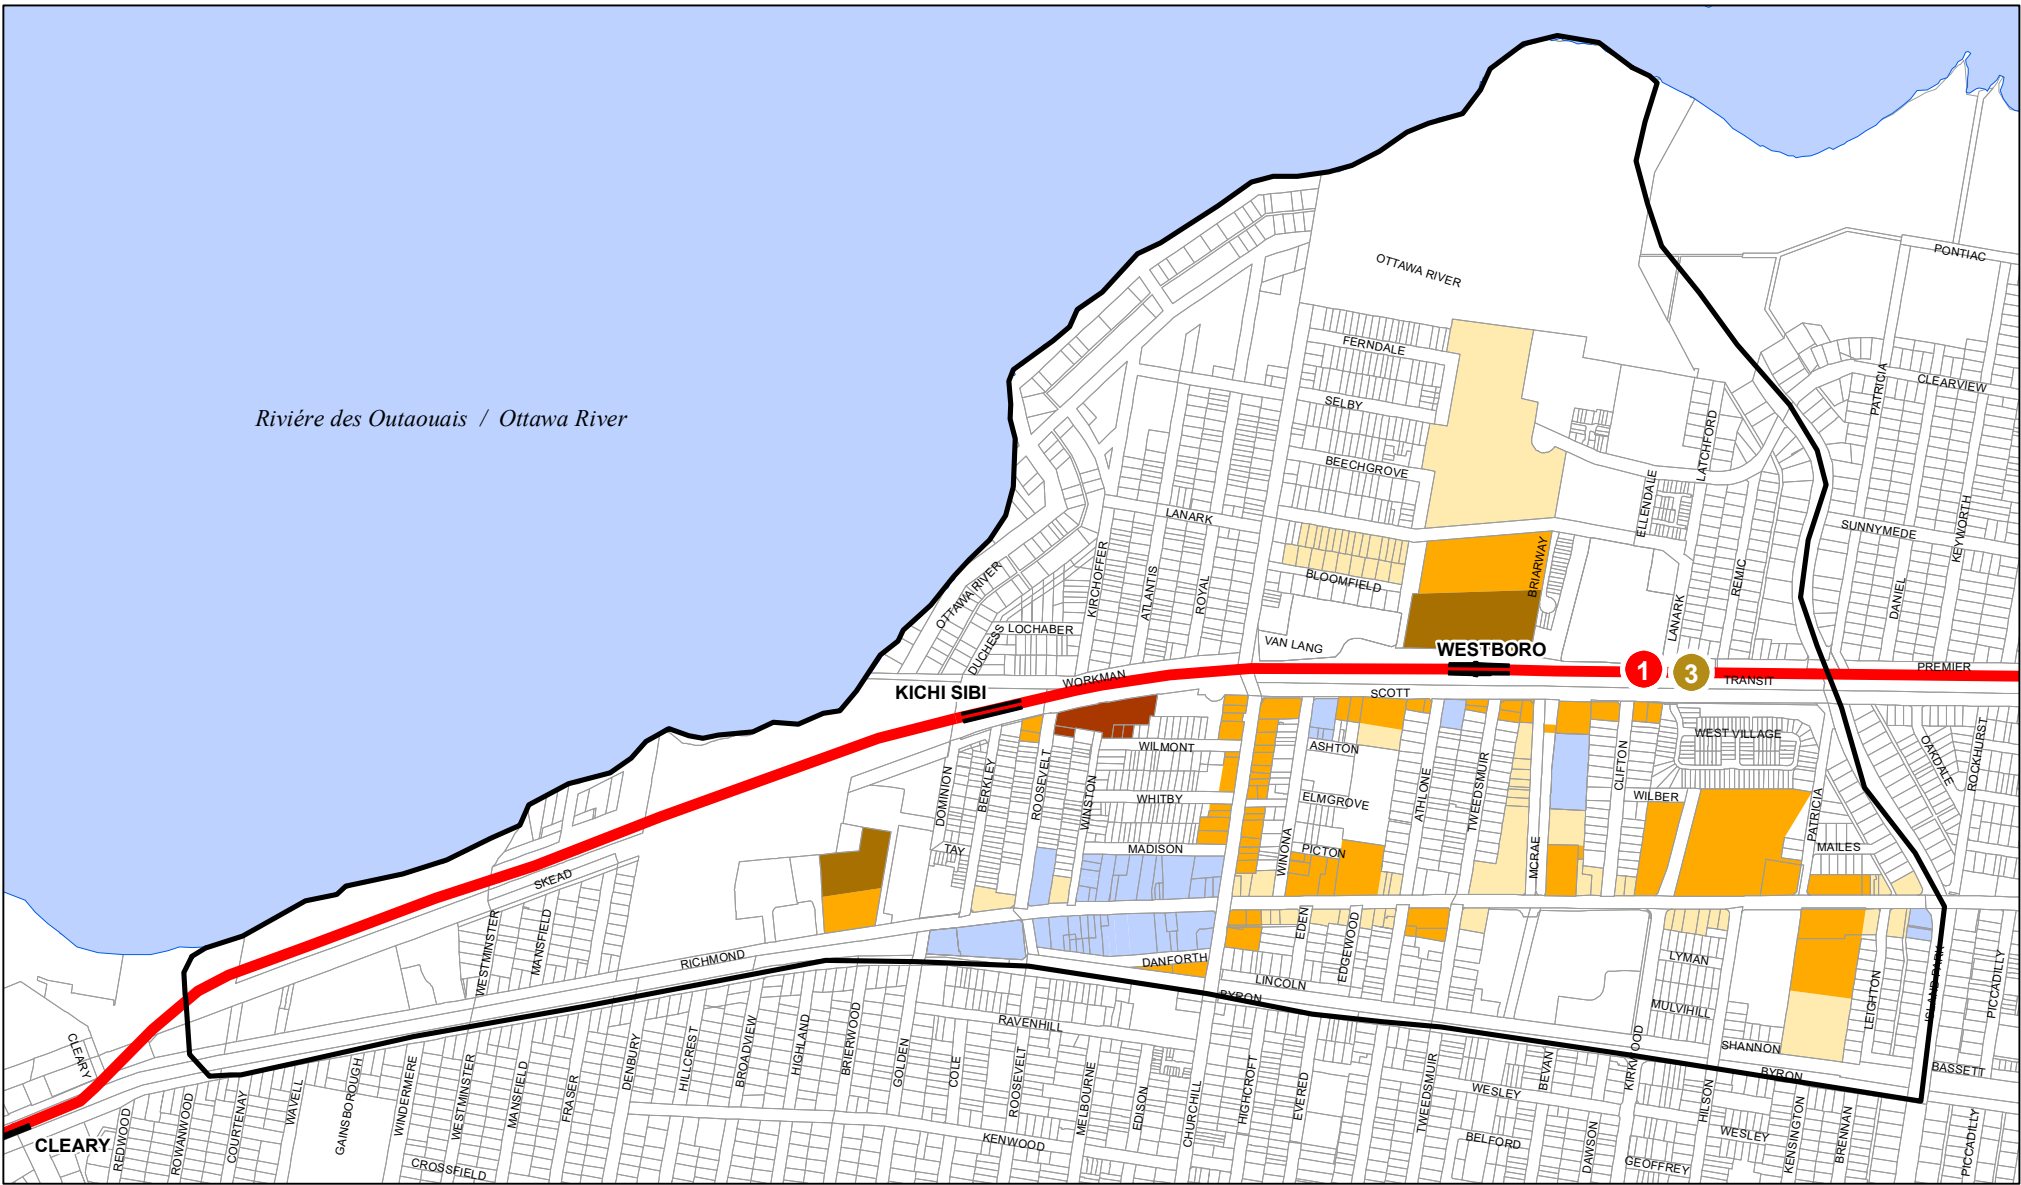 PONTIAC
OTTAWA RIVER
FERNDALE
PATRICIA
CLEARVIEW
SELBY
Riviére des Outaouais / Ottawa River
LATCHFORD
BEECHGROVE
ELLENDALE
LANARK
SUNNYMEDE
KEYWORTH
KIRCHOFFER
ATLANTIS
ROYAL
BLOOMFIELD
BRIARWAY
REMIC
DANIEL
OTTAWA RIVER
LOCHABER
DUCHESS
LANARK
VAN LANG
WESTBORO
1
3
PREMIER
WORKMAN
TRANSIT
KICHI SIBI
SCOTT
WILMONT
ASHTON
WEST VILLAGE
OAKDALE
ROCKHURST
DOMINION
BERKLEY
ROOSEVELT
WINSTON
WHITBY
ELMGROVE
ATHLONE
TWEEDSMUIR
CLIFTON
WILBER
PATRICIA
TAY
MADISON
WINONA
PICTON
MCRAE
MAILES
SKEAD
WESTMINSTER
MANSFIELD
RICHMOND
DANFORTH
EDEN
EDGEWOOD
LYMAN
LINCOLN
BYRON
MULVIHILL
LEIGHTON
ISLAND PARK
PICCADILLY
CLEARY
RAVENHILL
SHANNON
BYRON
BASSETT
DENBURY
HILLCREST
BROADVIEW
HIGHLAND
BRIERWOOD
GOLDEN
COLE
ROOSEVELT
MELBOURNE
EDISON
CHURCHILL
HIGHCROFT
EVERED
TWEEDSMUIR
WESLEY
BEVAN
KIRKWOOD
HILSON
CLEARY
REDWOOD
ROWANWOOD
COURTENAY
WAVELL
GAINSBOROUGH
WINDERMERE
WESTMINSTER
MANSFIELD
FRASER
CROSSFIELD
KENWOOD
BELFORD
DAWSON
GEOFFREY
WESLEY
KENSINGTON
BRENNAN
PICCADILLY